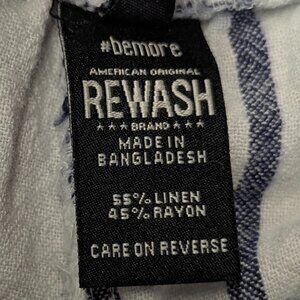 #bemore
AMERICAN ORIGINAL
REWASH
★★★ BRAND ★★★
MADE IN
BANGLADESH
55% LINEN
45% RAYON
CARE ON REVERSE